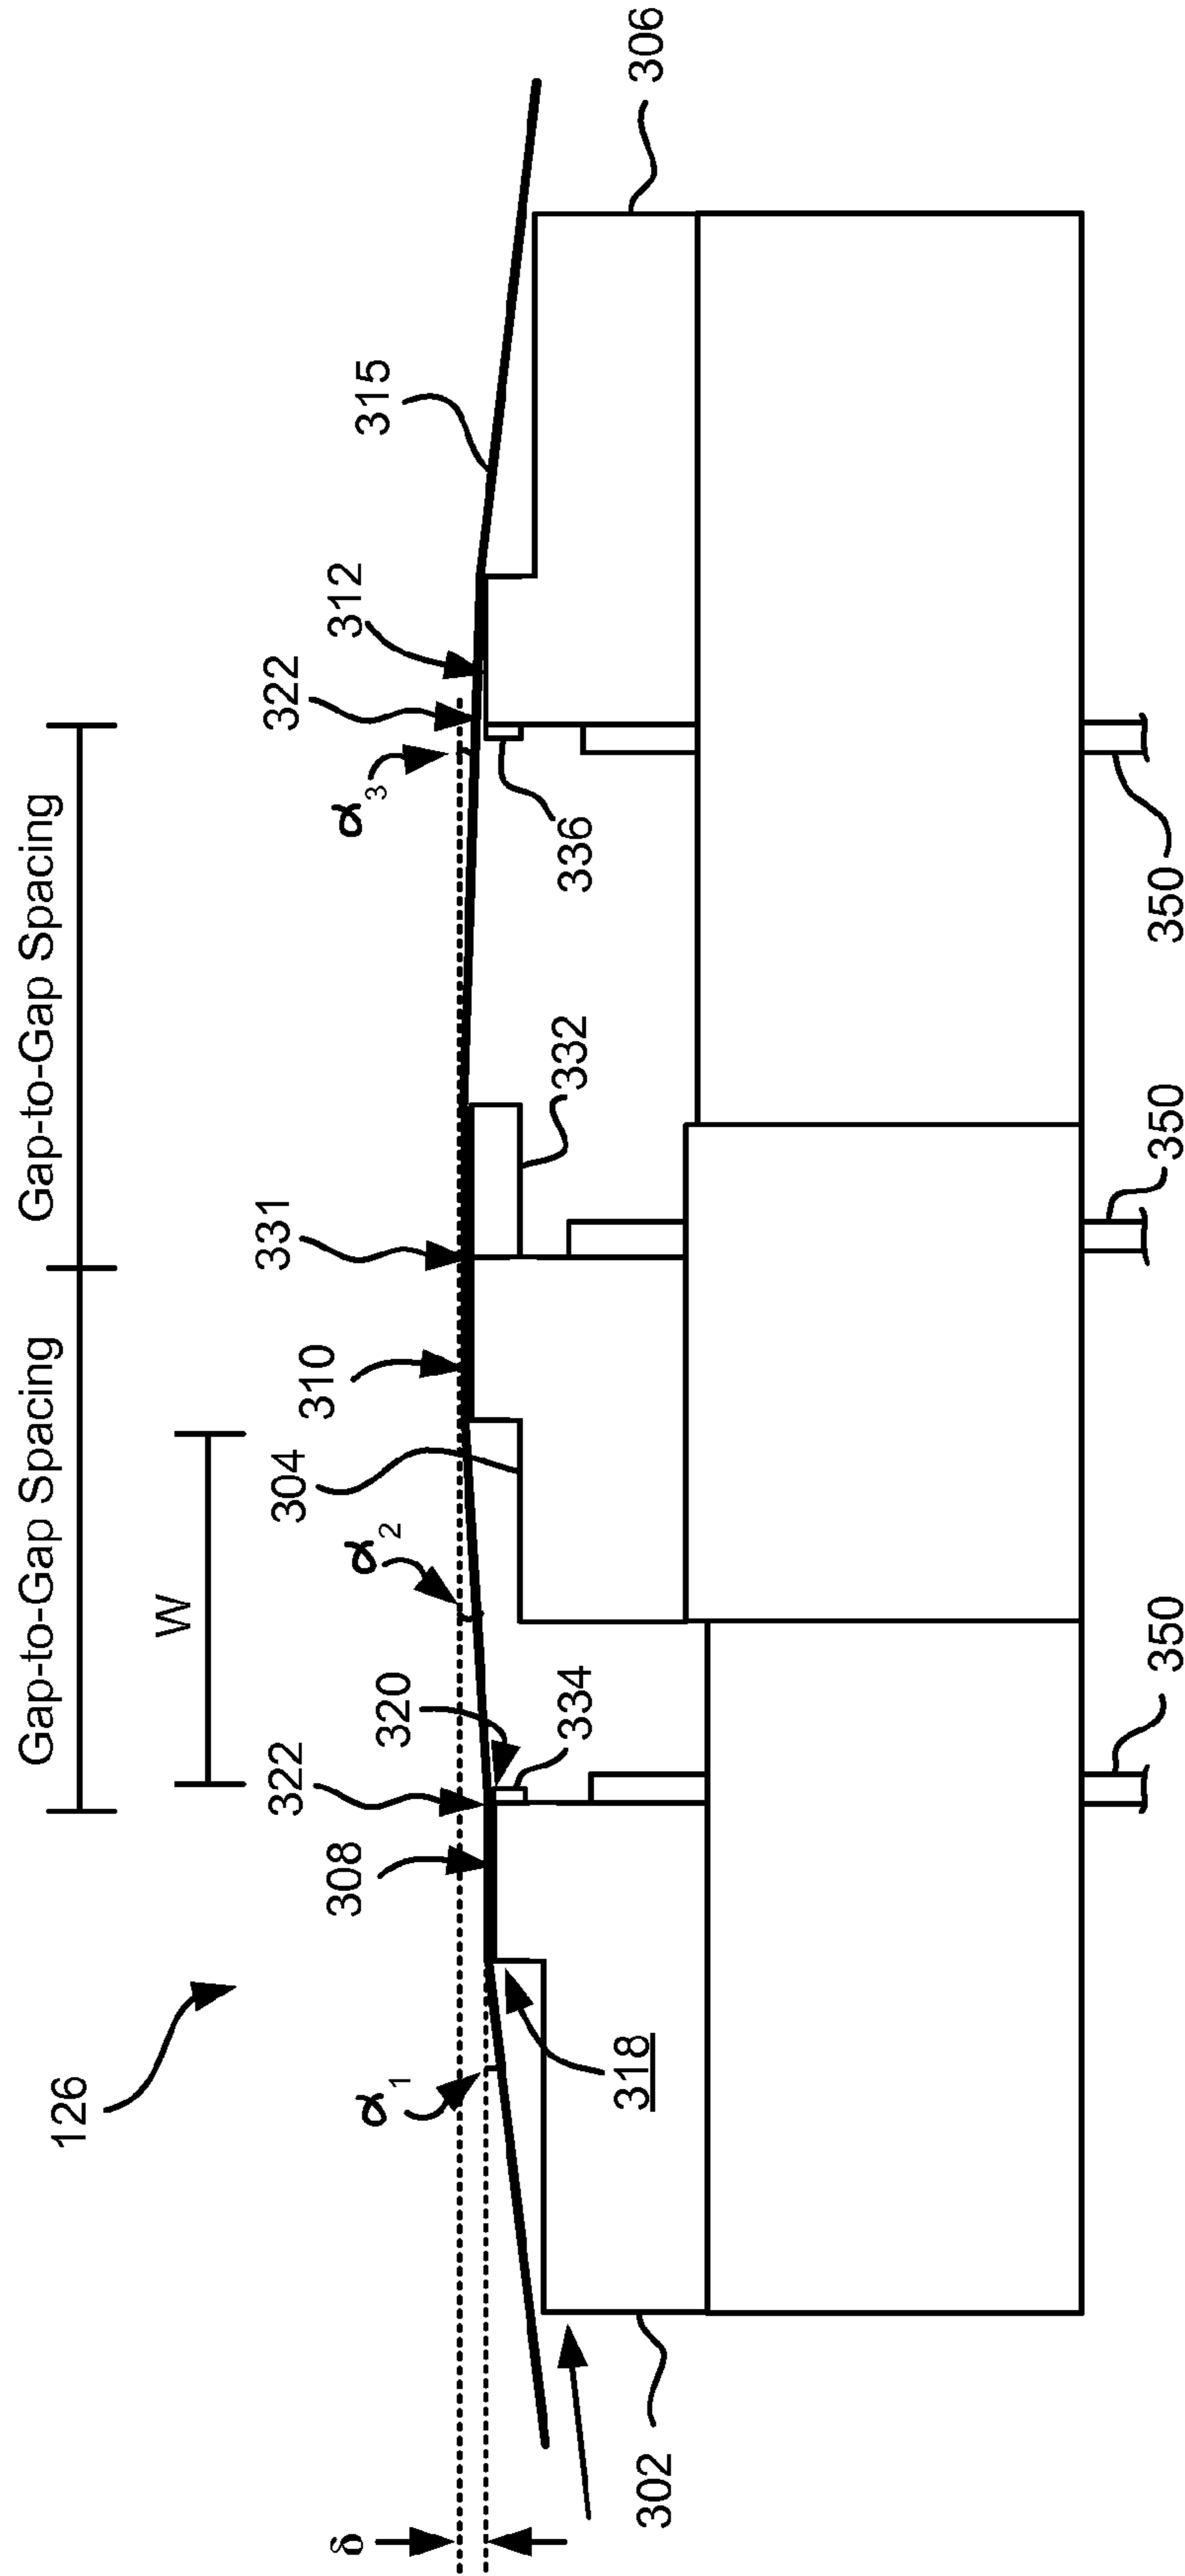 Gap-to-Gap Spacing
Gap-to-Gap Spacing
W
126
δ
α1
308
322
320
334
α2
304
310
331
332
α3
322
312
336
315
306
318
302
350
350
350